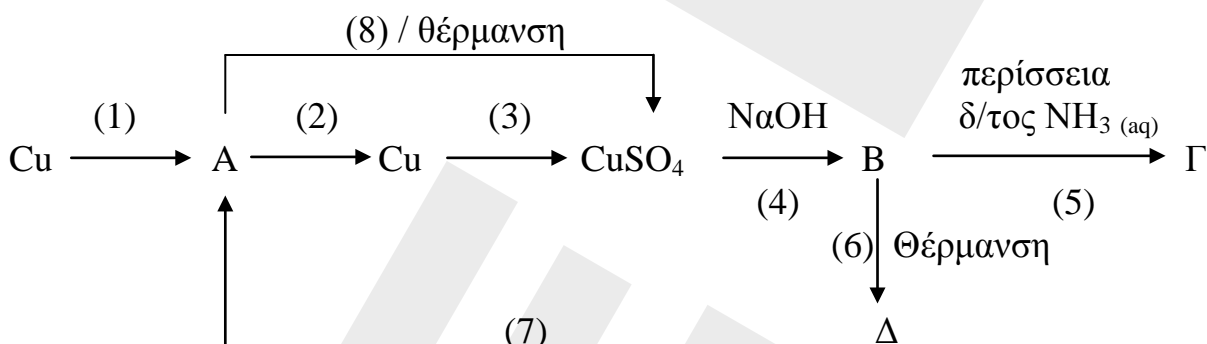 (8) / θέρμανση
περίσσεια
(1) (2) (3) NαOH δ/τος NH₃ (aq)
Cu A Cu CuSO₄ B Γ
(4) (5)
(6) Θέρμανση
(7) Δ